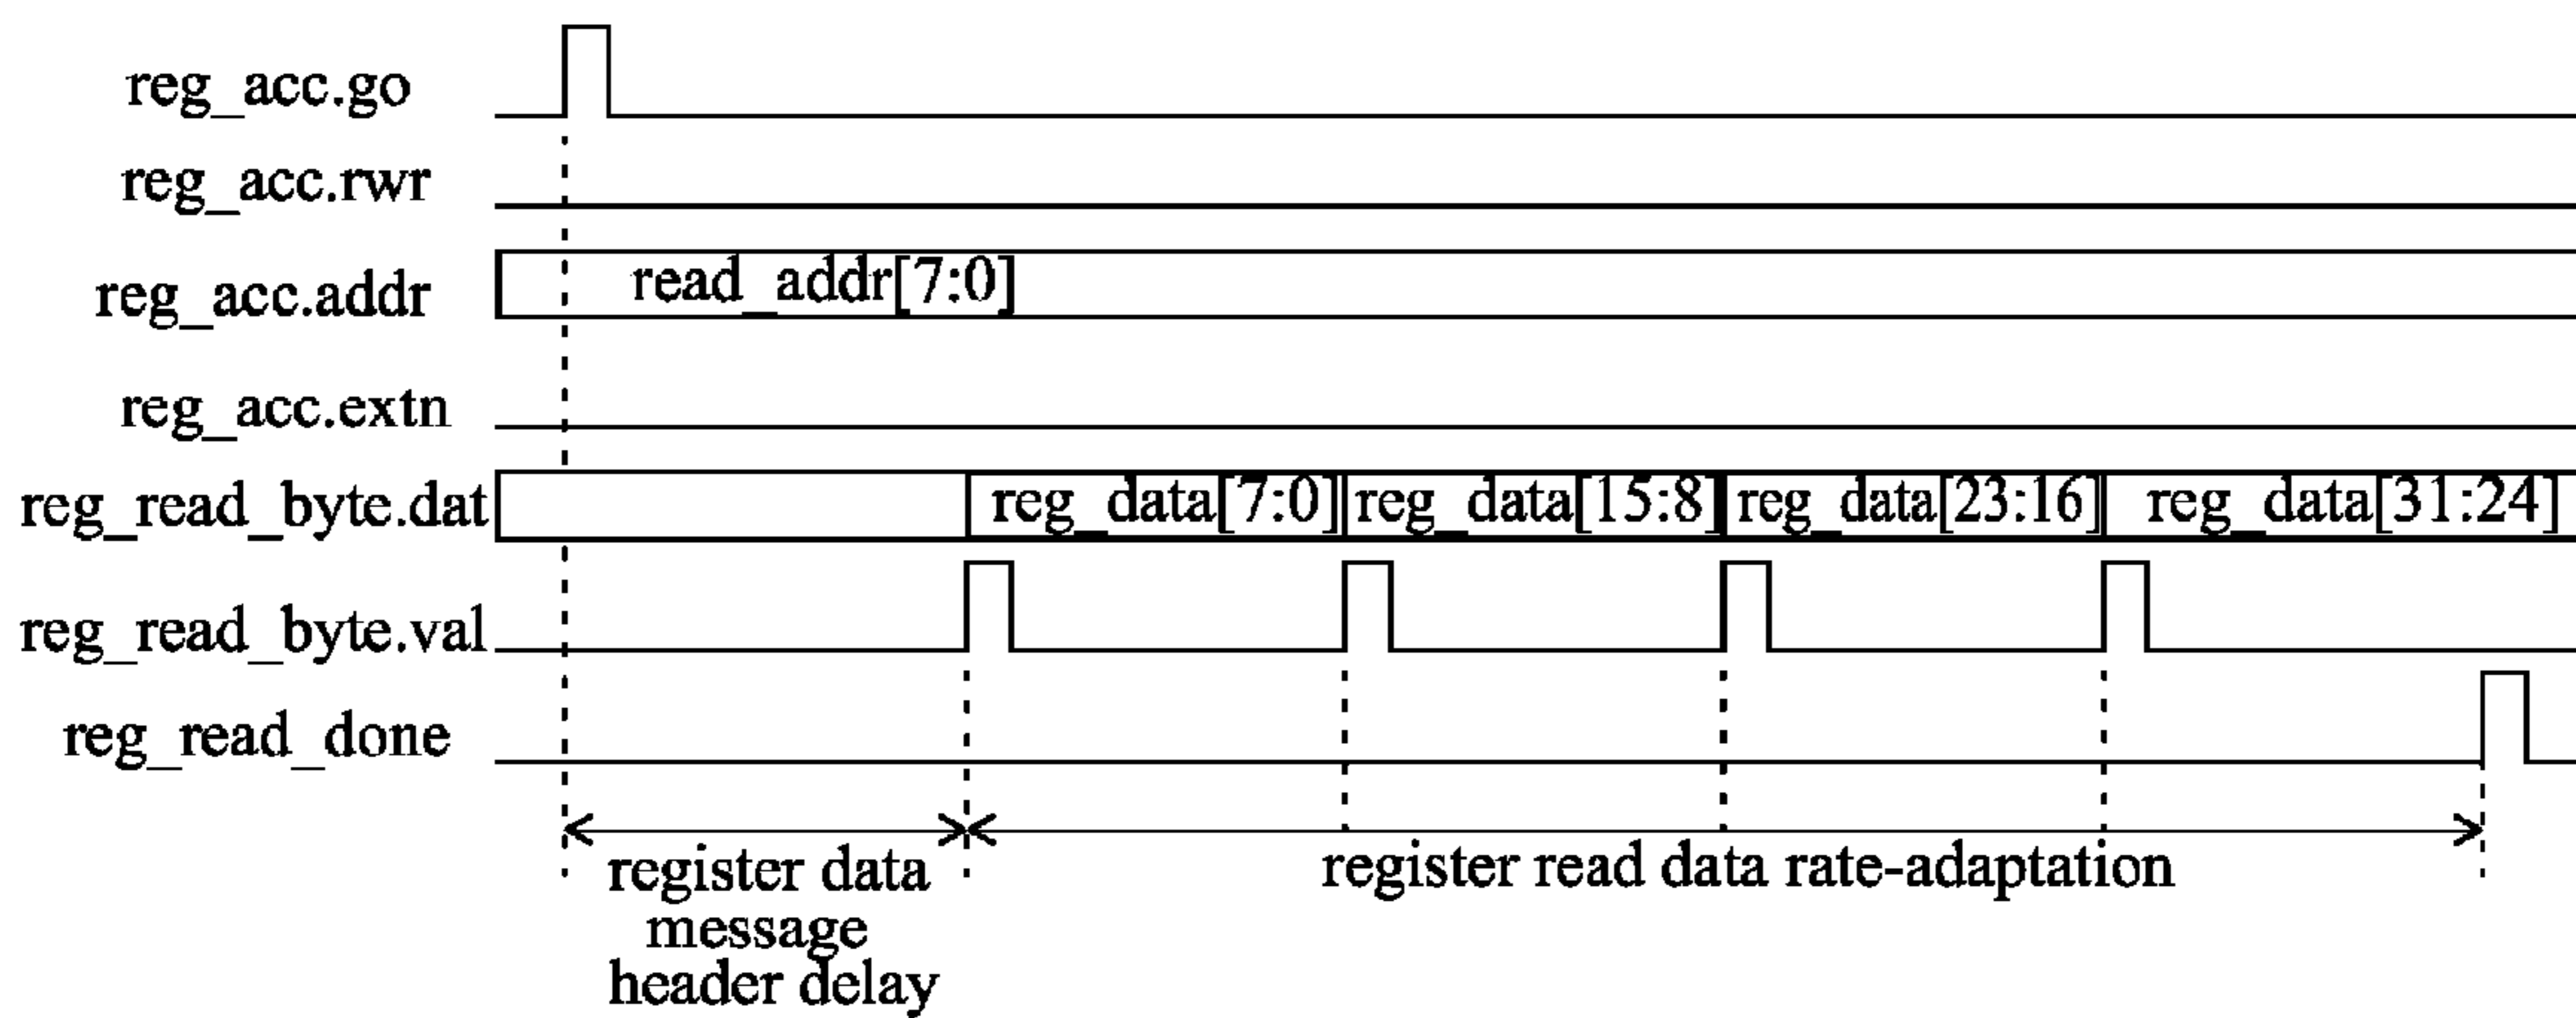 reg_acc.go
reg_acc.rwr
reg_acc.addr read_addr[7:0]
reg_acc.extn
reg_read_byte.dat reg_data[7:0] reg_data[15:8] reg_data[23:16] reg_data[31:24]
reg_read_byte.val
reg_read_done
register data
message
header delay
register read data rate-adaptation